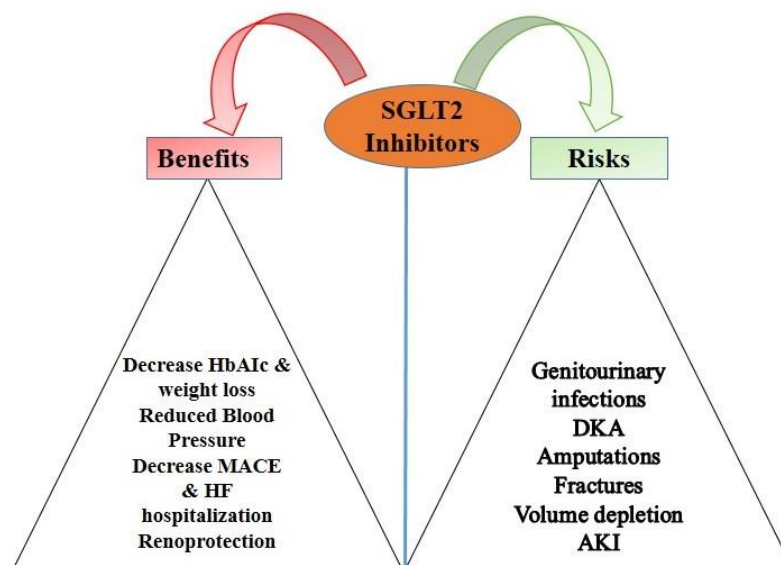 SGLT2
Inhibitors
Benefits
Risks
Decrease HbAIc &
weight loss
Reduced Blood
Pressure
Decrease MACE
& HF
hospitalization
Renoprotection
Genitourinary
infections
DKA
Amputations
Fractures
Volume depletion
AKI